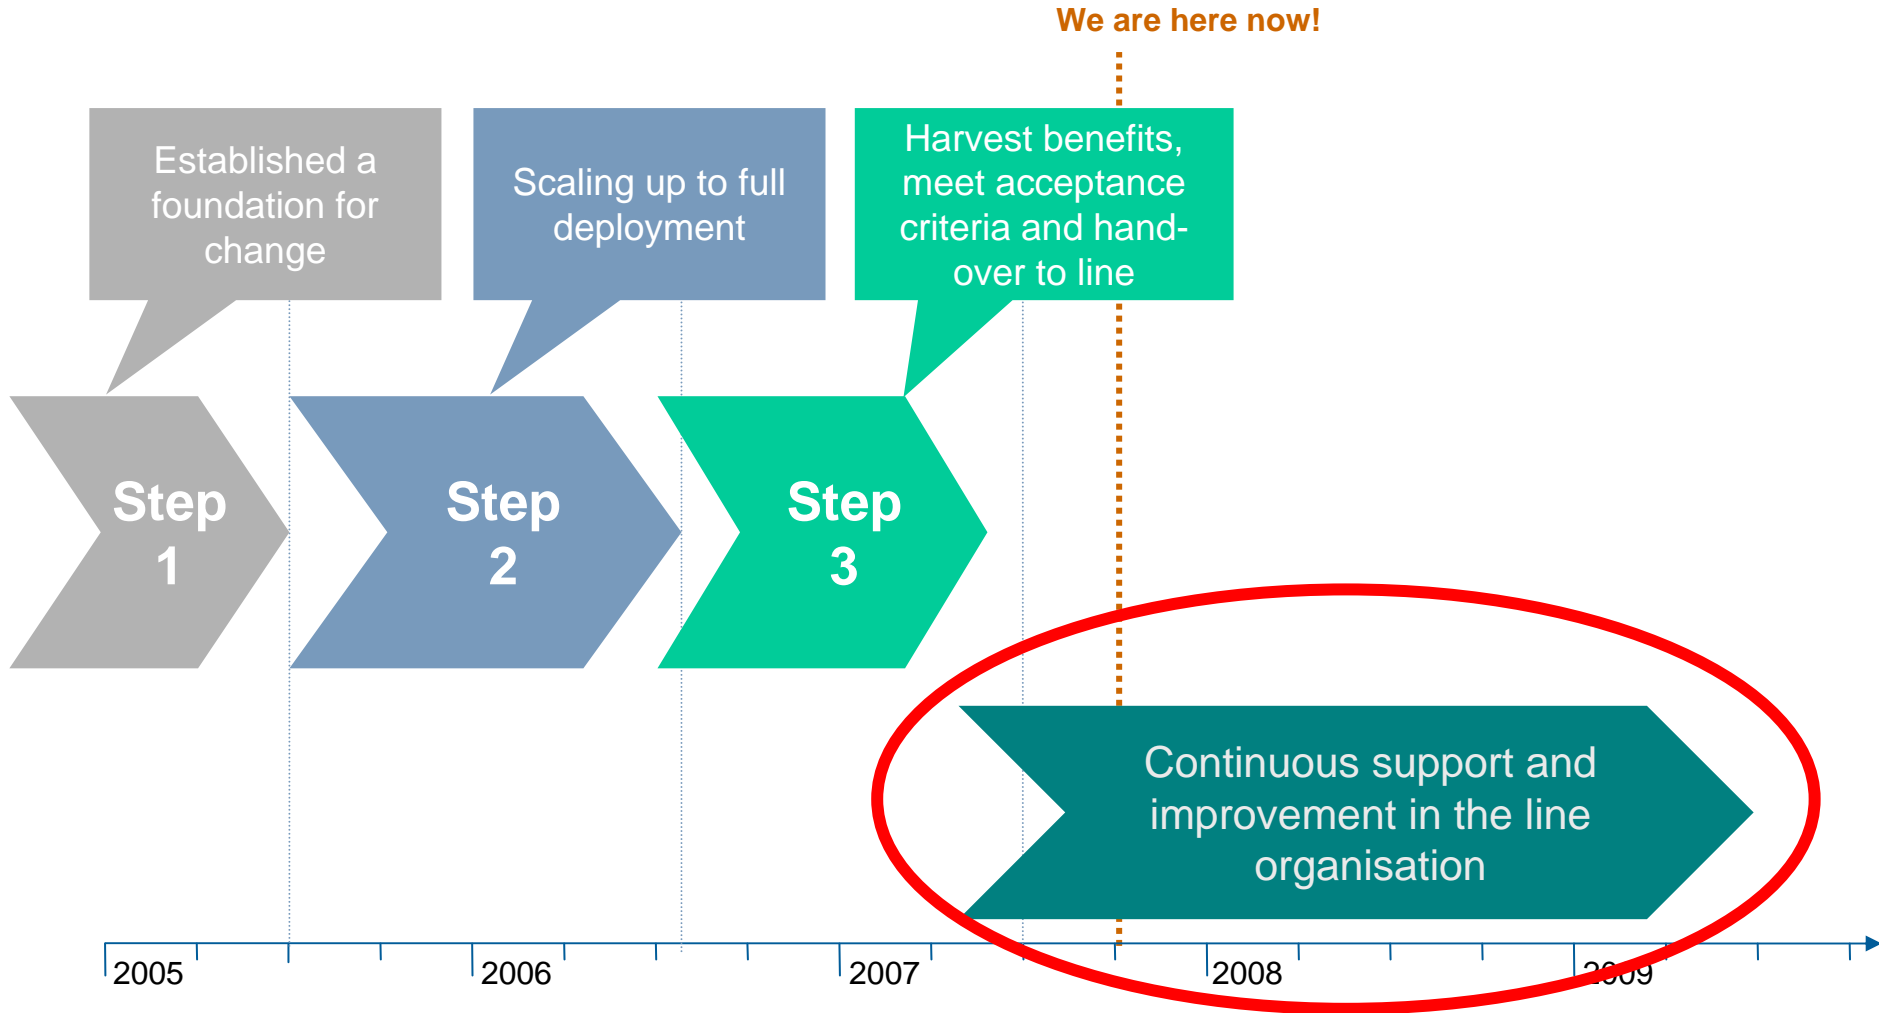 We are here now!
Established a
foundation for
change
Scaling up to full
deployment
Harvest benefits,
meet acceptance
criteria and hand-
over to line
Step
1
Step
2
Step
3
Continuous support and
improvement in the line
organisation
2005
2006
2007
2008
2009